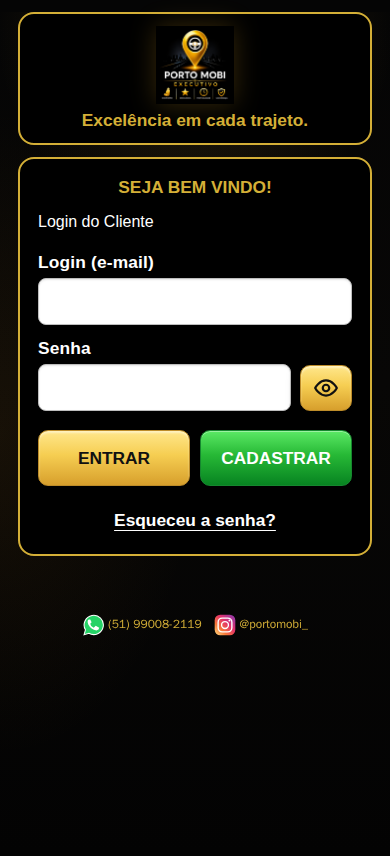 PORTO MOBI
EXECUTIVO
Excelência em cada trajeto.
SEJA BEM VINDO!
Login do Cliente
Login (e-mail)
Senha
ENTRAR
CADASTRAR
Esqueceu a senha?
(51) 99008-2119
@portomobi_